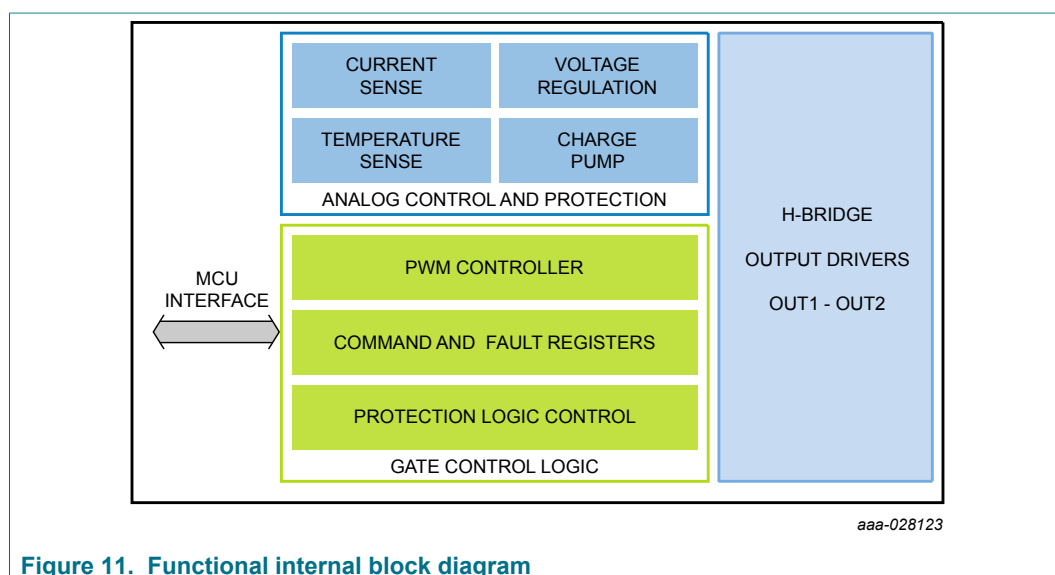 CURRENT
SENSE
VOLTAGE
REGULATION
TEMPERATURE
SENSE
CHARGE
PUMP
ANALOG CONTROL AND PROTECTION
H-BRIDGE
OUTPUT DRIVERS
OUT1 - OUT2
MCU
INTERFACE
PWM CONTROLLER
COMMAND AND FAULT REGISTERS
PROTECTION LOGIC CONTROL
GATE CONTROL LOGIC
aaa-028123
Figure 11. Functional internal block diagram